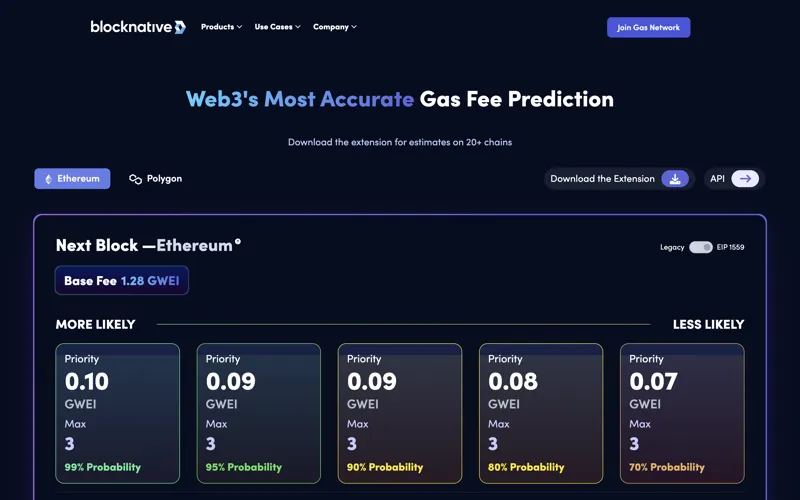 blocknative Products Use Cases Company Join Gas Network
Web3's Most Accurate Gas Fee Prediction
Download the extension for estimates on 20+ chains
Ethereum Polygon Download the Extension API
Next Block —Ethereum
Legacy EIP 1559
Base Fee 1.28 GWEI
MORE LIKELY LESS LIKELY
Priority Priority Priority Priority Priority
0.10 0.09 0.09 0.08 0.07
GWEI GWEI GWEI GWEI GWEI
Max Max Max Max Max
3 3 3 3 3
99% Probability 95% Probability 90% Probability 80% Probability 70% Probability